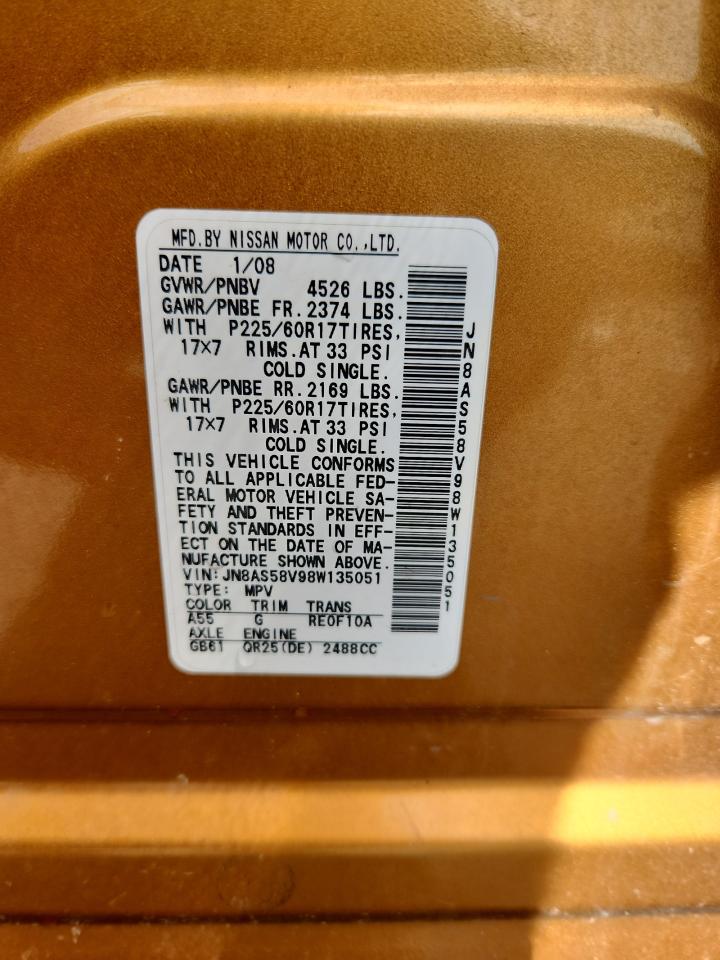 MFD.BY NISSAN MOTOR CO.,LTD.
DATE 1/08
GVWR/PNBV 4526 LBS.
GAWR/PNBE FR. 2374 LBS.
WITH P225/60R17TIRES,
17×7 RIMS.AT 33 PSI
COLD SINGLE.
GAWR/PNBE RR. 2169 LBS.
WITH P225/60R17TIRES,
17×7 RIMS.AT 33 PSI
COLD SINGLE.
THIS VEHICLE CONFORMS
TO ALL APPLICABLE FED-
ERAL MOTOR VEHICLE SA-
FETY AND THEFT PREVEN-
TION STANDARDS IN EFF-
ECT ON THE DATE OF MA-
NUFACTURE SHOWN ABOVE.
VIN: JN8AS58V98W135051
TYPE: MPV
COLOR TRIM TRANS
A55 G RE0F10A
AXLE ENGINE
GB61 QR25(DE) 2488CC
JN8AS58V98W135051